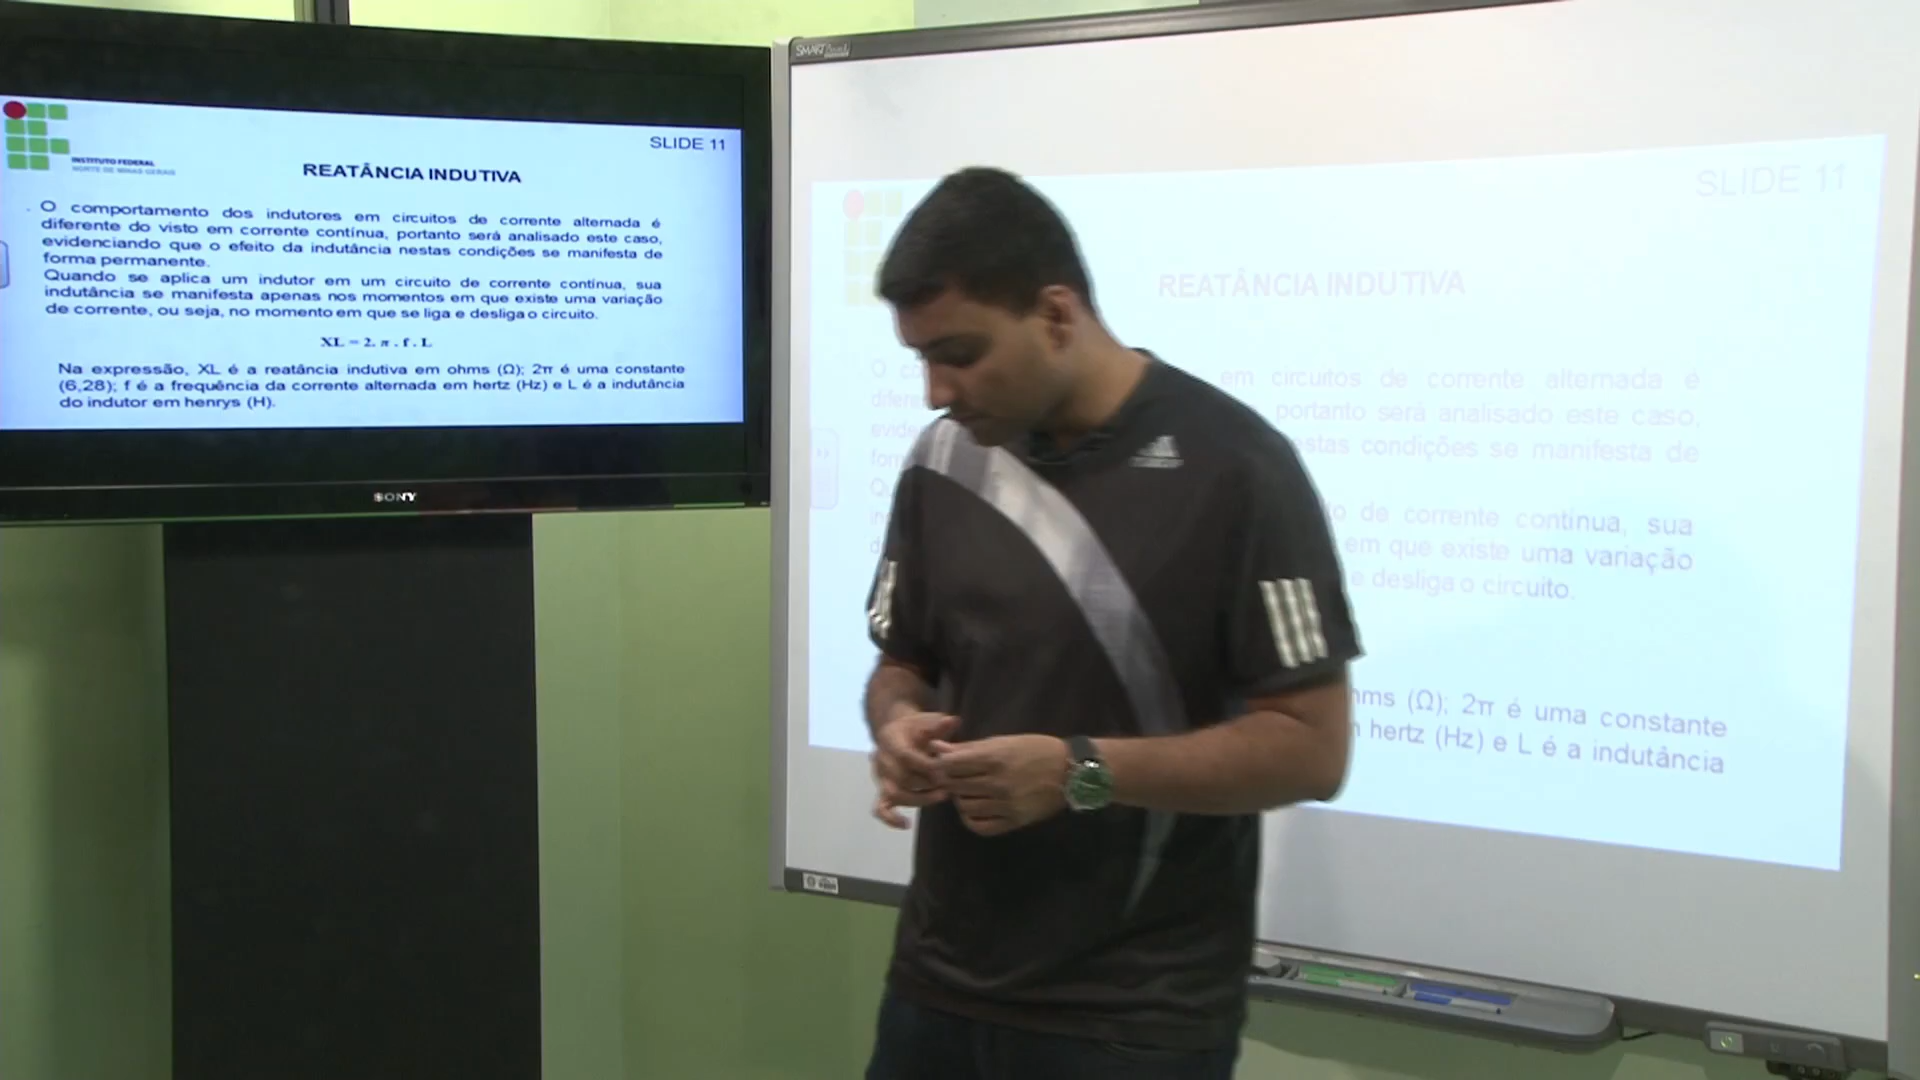 SLIDE 11
INSTITUTO FEDERAL
NORTE DE MINAS GERAIS
REATÂNCIA INDUTIVA
O comportamento dos indutores em circuitos de corrente alternada é
diferente do visto em corrente contínua, portanto será analisado este caso,
evidenciando que o efeito da indutância nestas condições se manifesta de
forma permanente.
Quando se aplica um indutor em um circuito de corrente contínua, sua
indutância se manifesta apenas nos momentos em que existe uma variação
de corrente, ou seja, no momento em que se liga e desliga o circuito.
XL = 2. π . f . L
Na expressão, XL é a reatância indutiva em ohms (Ω); 2π é uma constante
(6,28); f é a frequência da corrente alternada em hertz (Hz) e L é a indutância
do indutor em henrys (H).
SONY
SMART Board
SLIDE 11
REATÂNCIA INDUTIVA
O
em circuitos de corrente alternada é
portanto será analisado este caso,
condições se manifesta de
de corrente contínua, sua
em que existe uma variação
e desliga o circuito.
(Ω); 2π é uma constante
hertz (Hz) e L é a indutância
adidas